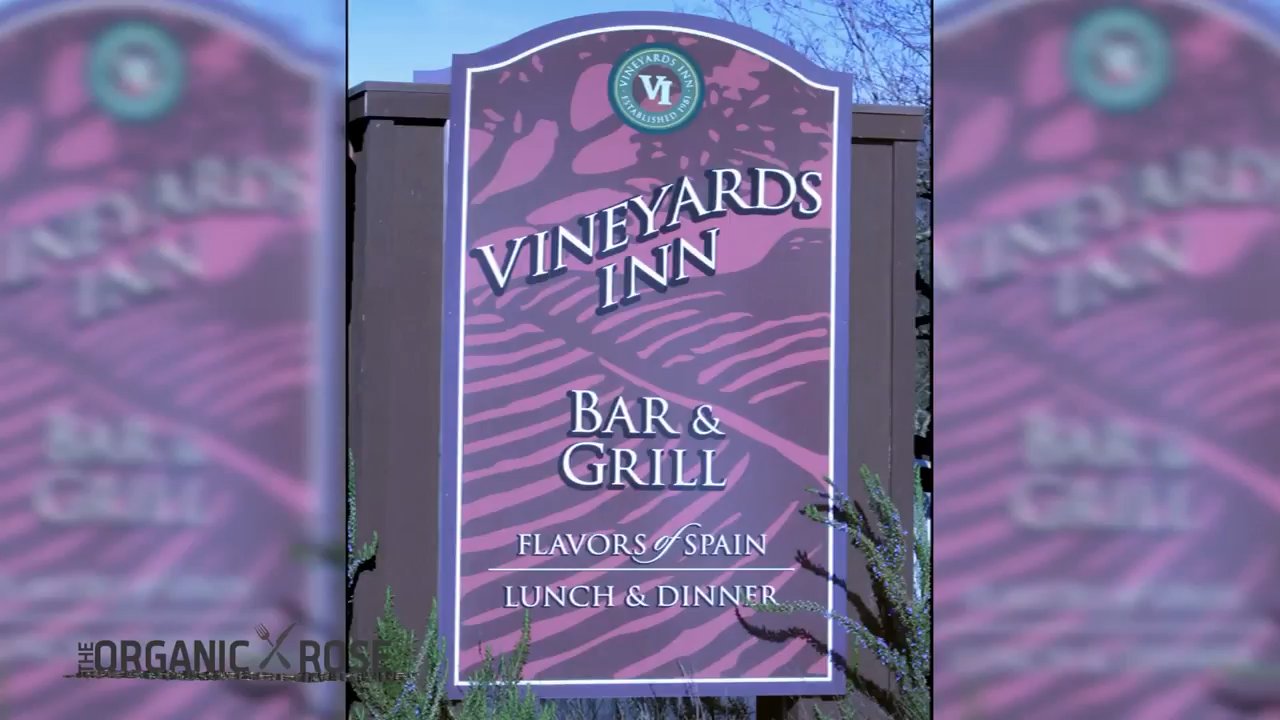 VINEYARDS INN
VI
ESTABLISHED 1981
VINEYARDS
INN
BAR &
GRILL
FLAVORS of SPAIN
LUNCH & DINNER
THE ORGANIC ROSE